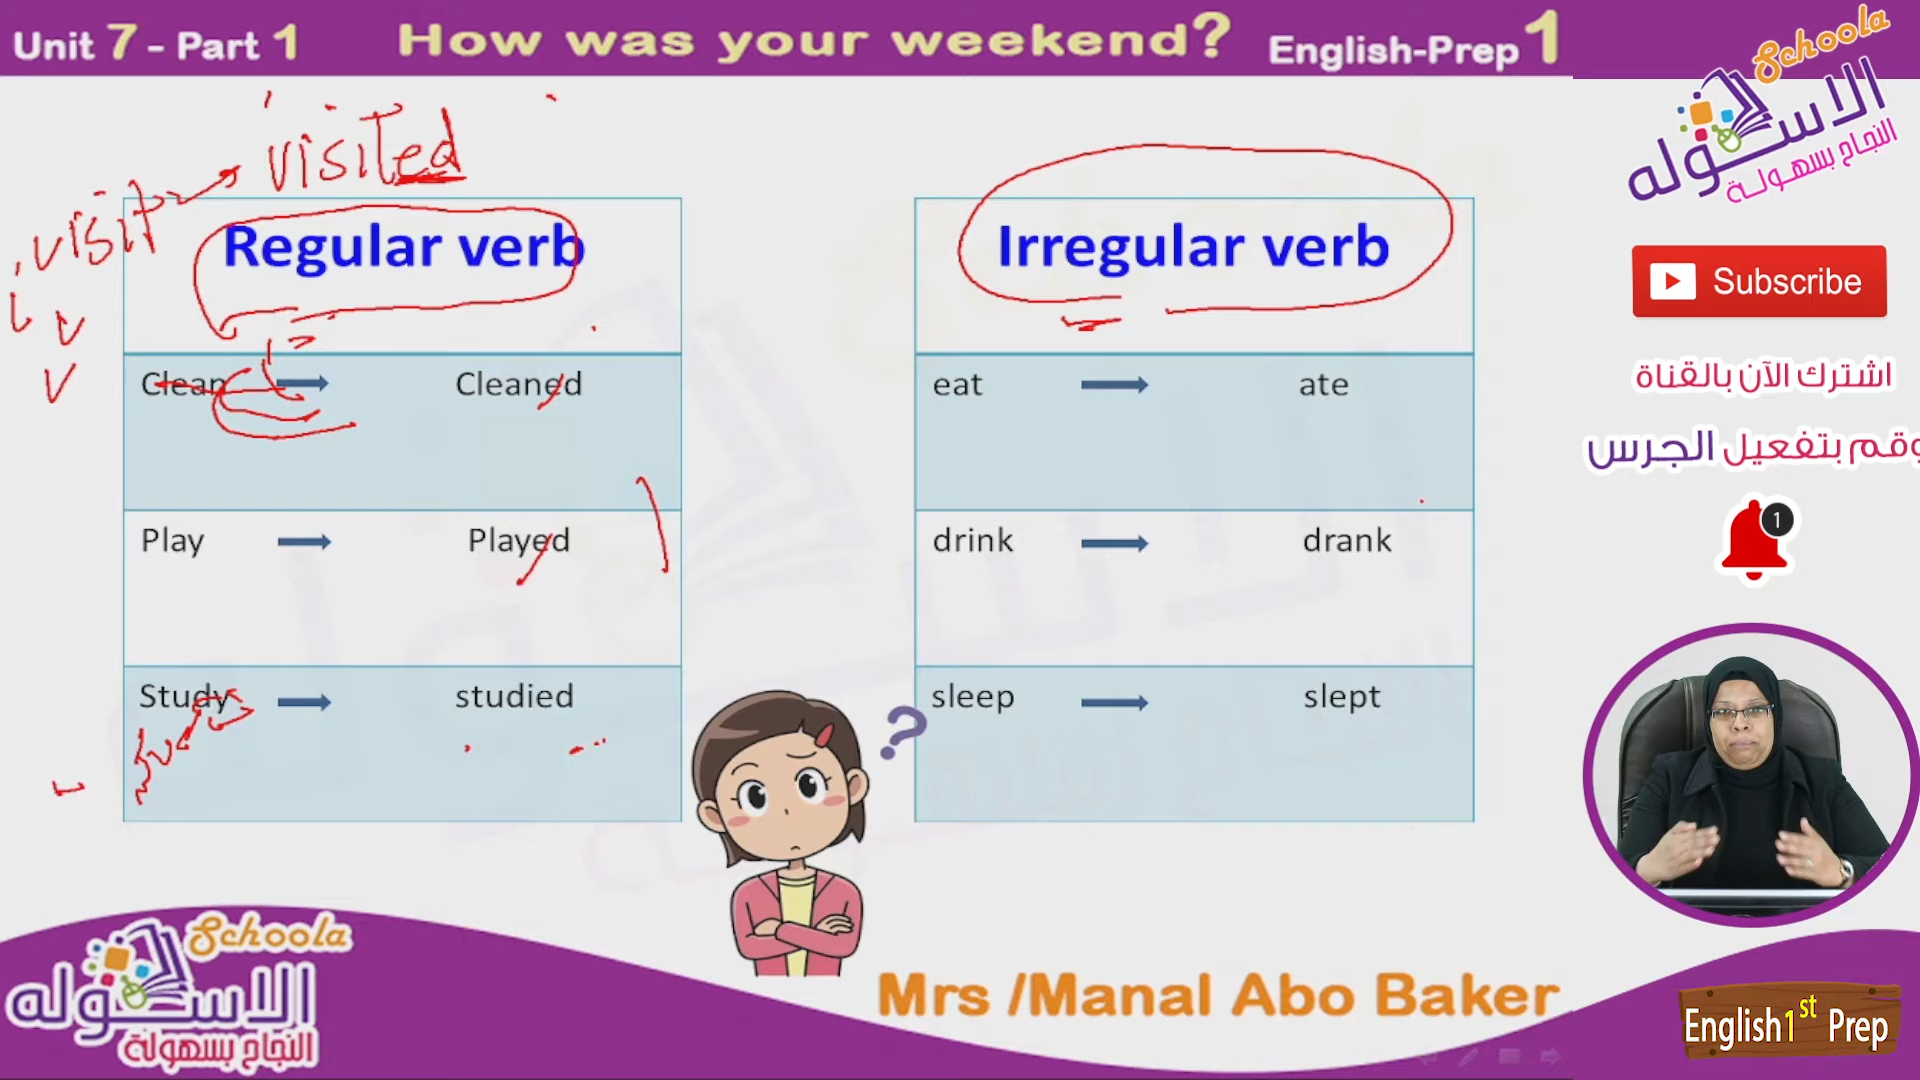 Unit 7 - Part 1 How was your weekend? English-Prep 1
Schoola
الاسكوله
النجاح بسهولة
visited
visit
Regular verb
Irregular verb
Subscribe
Clean Cleaned
eat ate
اشترك الآن بالقناة
وقم بتفعيل الجرس
1
Play Played
drink drank
Study studied
sleep slept
?
Schoola
الاسكوله
النجاح بسهولة
Mrs /Manal Abo Baker
English 1st Prep